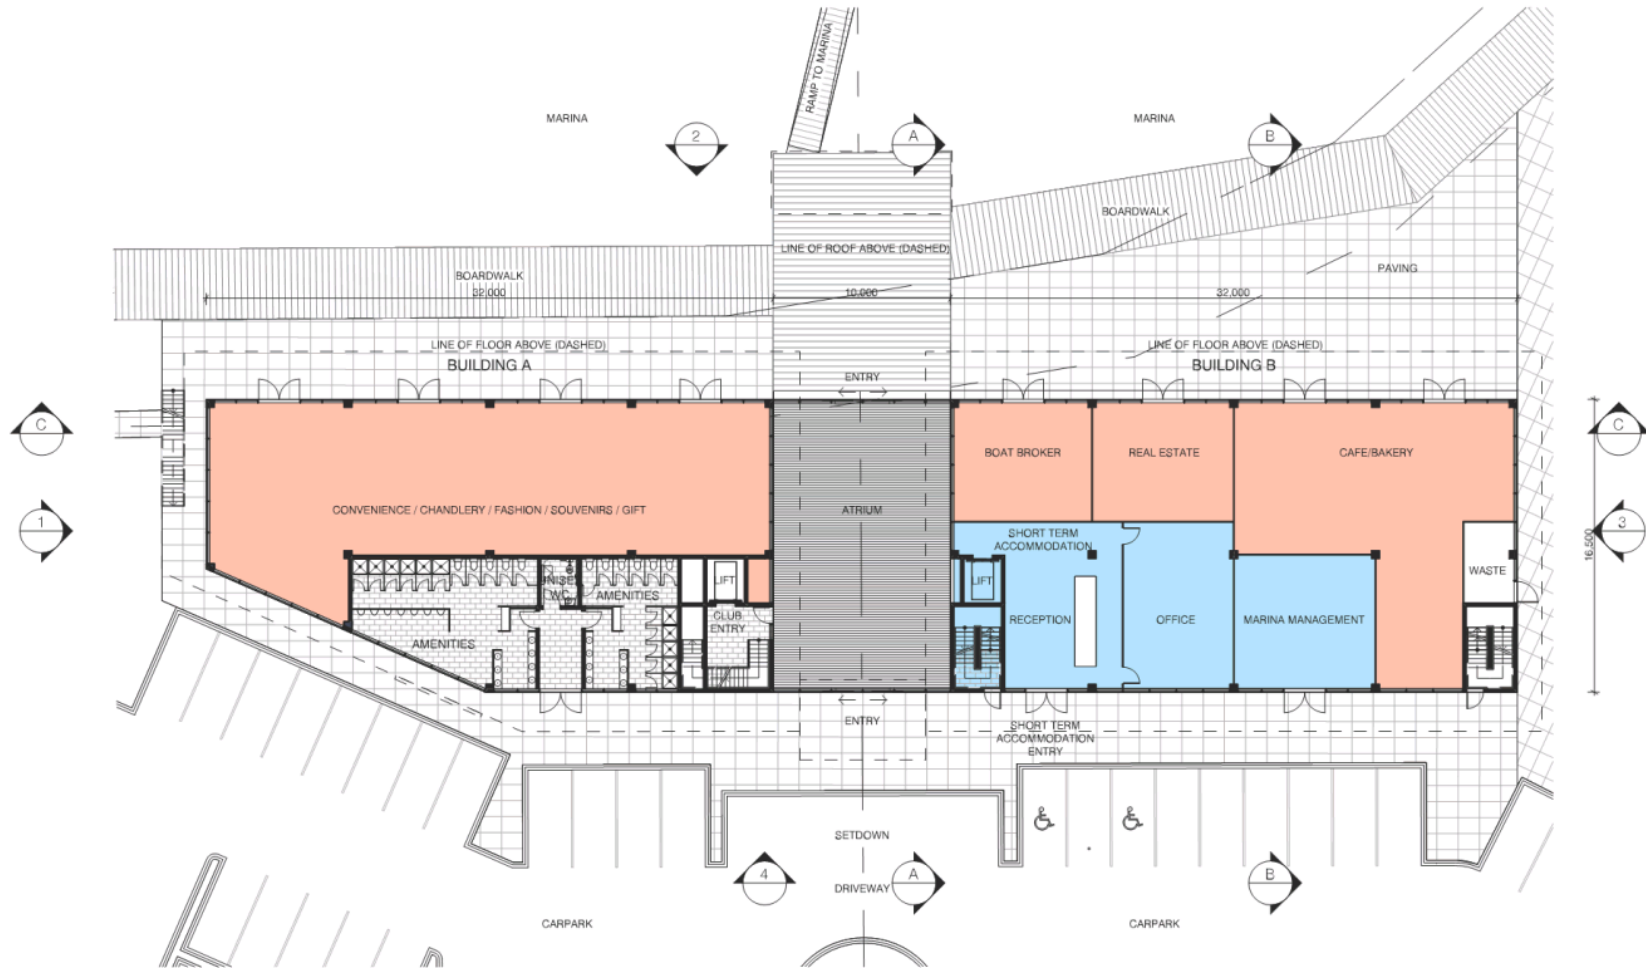 RAMP TO MARINA
MARINA
MARINA
2
A
B
BOARDWALK
LINE OF ROOF ABOVE (DASHED)
PAVING
BOARDWALK
32,000
10,000
32,000
LINE OF FLOOR ABOVE (DASHED)
LINE OF FLOOR ABOVE (DASHED)
BUILDING A
BUILDING B
ENTRY
C
C
BOAT BROKER
REAL ESTATE
CAFE/BAKERY
CONVENIENCE / CHANDLERY / FASHION / SOUVENIRS / GIFT
ATRIUM
1
3
16,500
SHORT TERM
ACCOMMODATION
WASTE
LIFT
LIFT
UNISEX
WC
AMENITIES
CLUB
ENTRY
RECEPTION
OFFICE
MARINA MANAGEMENT
AMENITIES
ENTRY
SHORT TERM
ACCOMMODATION
ENTRY
SETDOWN
4
A
B
DRIVEWAY
CARPARK
CARPARK